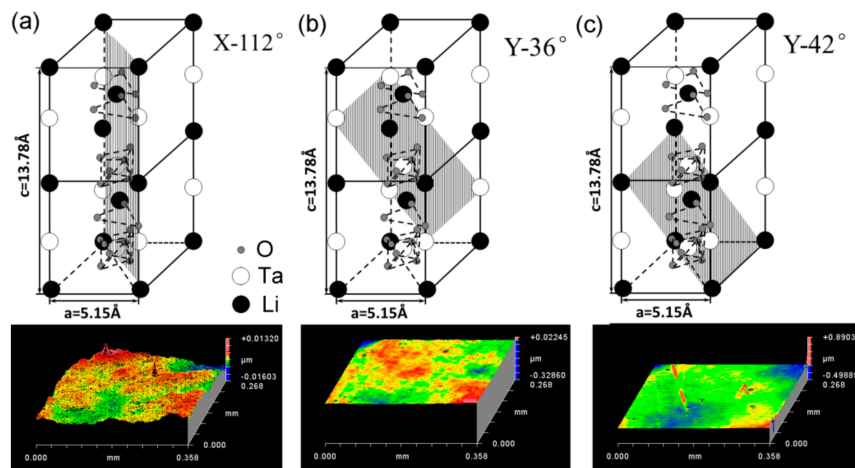 (a)
X-112°
c=13.78Å
a=5.15Å
(b)
Y-36°
c=13.78Å
a=5.15Å
(c)
Y-42°
c=13.78Å
a=5.15Å
O
Ta
Li
+0.01320
µm
-0.01603
0.268
mm
0.000
0.000
mm
0.358
+0.02245
µm
-0.32860
0.268
mm
0.000
0.000
mm
0.358
+0.8903
µm
-0.49889
0.268
mm
0.000
0.000
mm
0.358